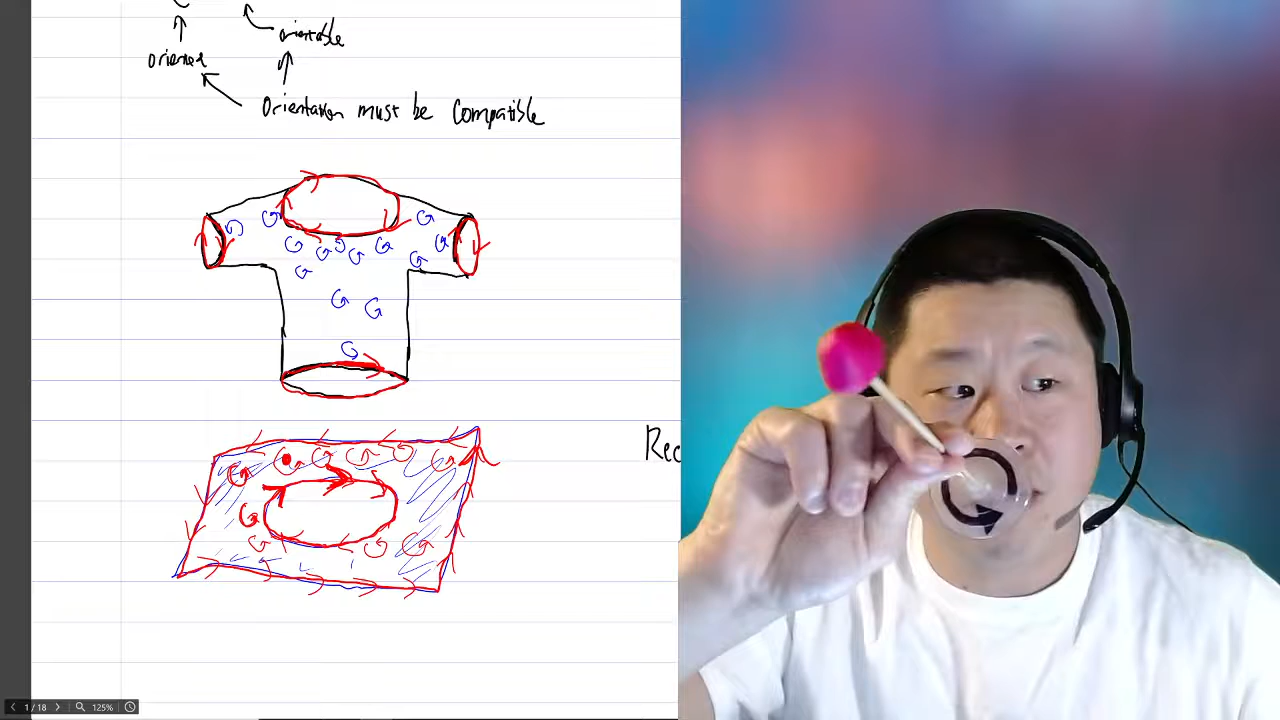 orientable
oriented
Orientation must be compatible
Rec
1 / 18
125%